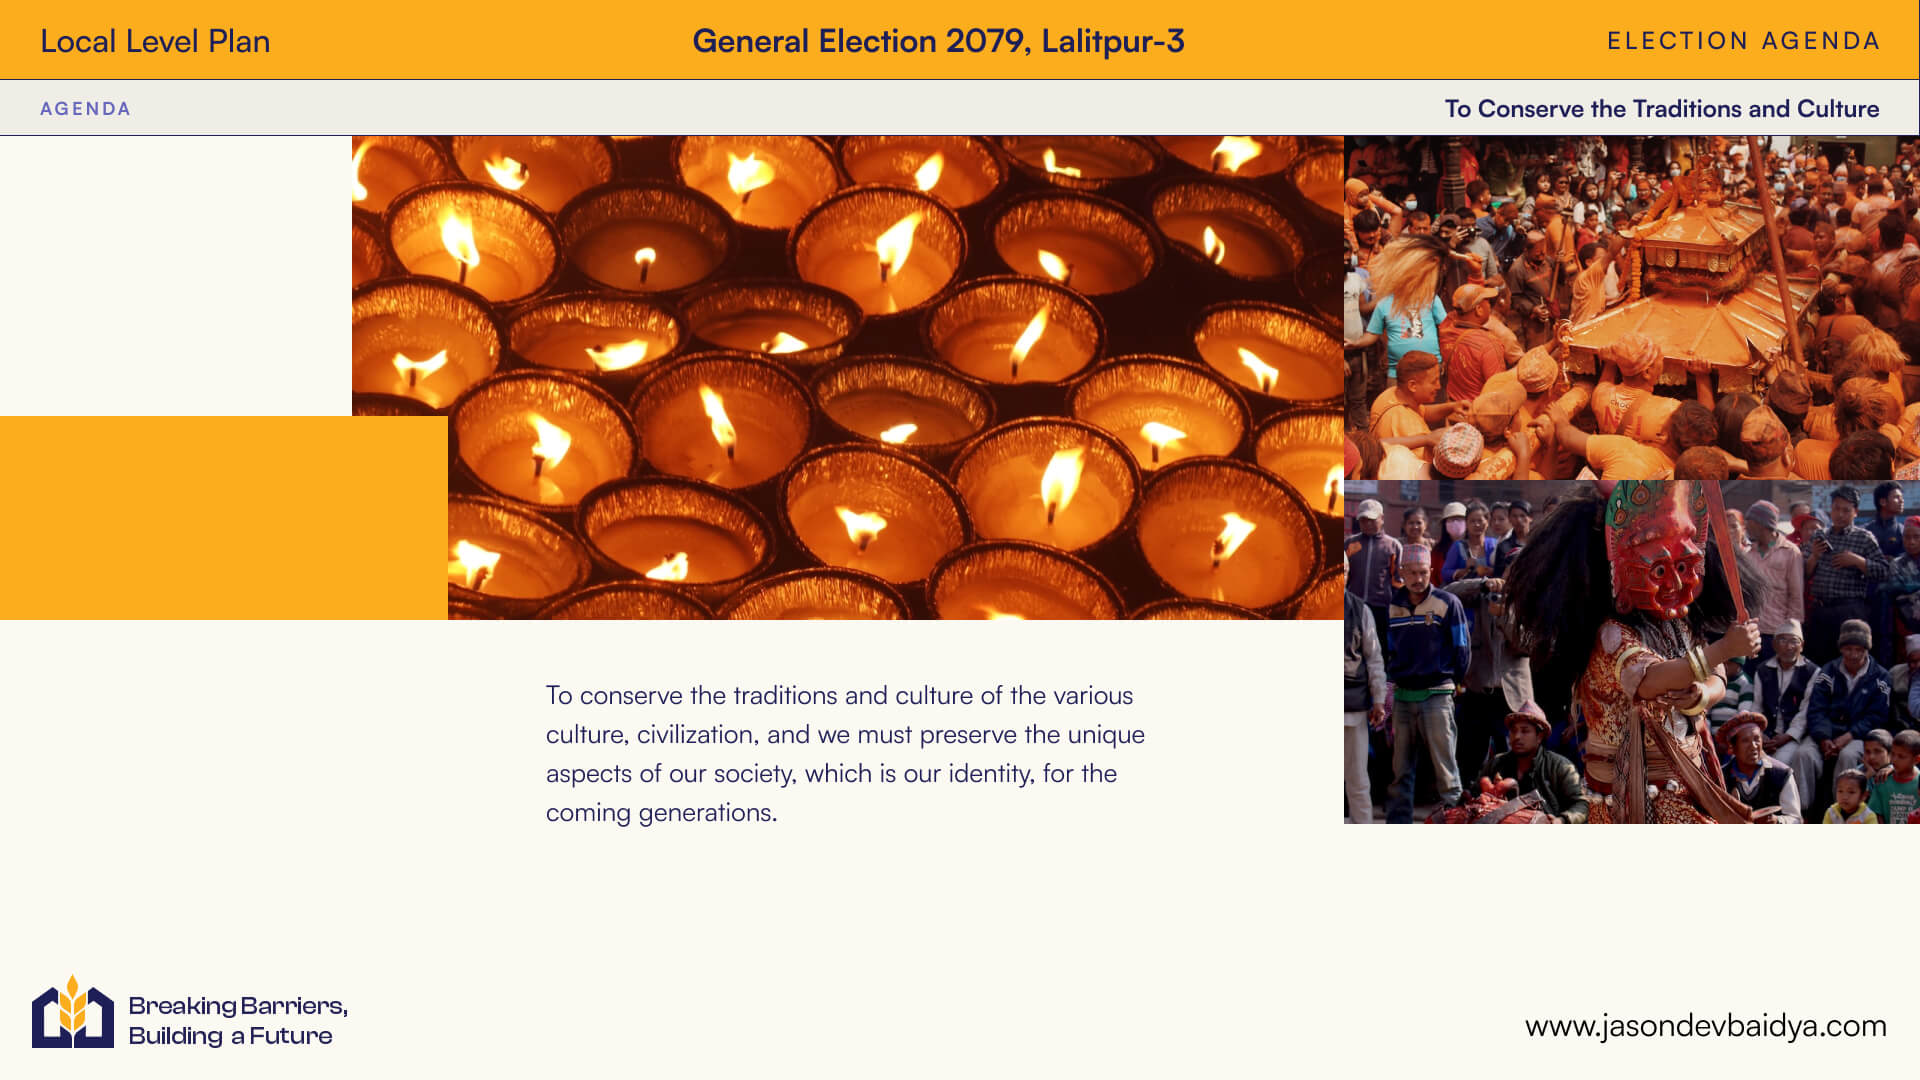 Local Level Plan
General Election 2079, Lalitpur-3
ELECTION AGENDA
AGENDA
To Conserve the Traditions and Culture
To conserve the traditions and culture of the various
culture, civilization, and we must preserve the unique
aspects of our society, which is our identity, for the
coming generations.
Breaking Barriers,
Building a Future
www.jasondevbaidya.com